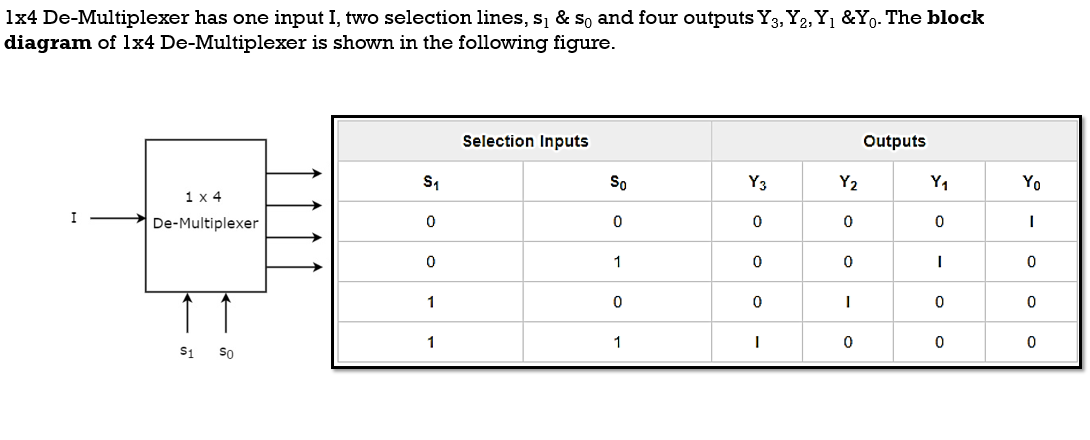 1x4 De-Multiplexer has one input I, two selection lines, s₁ & s₀ and four outputs Y₃, Y₂, Y₁ &Y₀. The block
diagram of 1x4 De-Multiplexer is shown in the following figure.
Selection Inputs Outputs
S₁ S₀ Y₃ Y₂ Y₁ Y₀
0 0 0 0 0 I
0 1 0 0 I 0
1 0 0 I 0 0
1 1 I 0 0 0
1 x 4
I De-Multiplexer
s₁ s₀